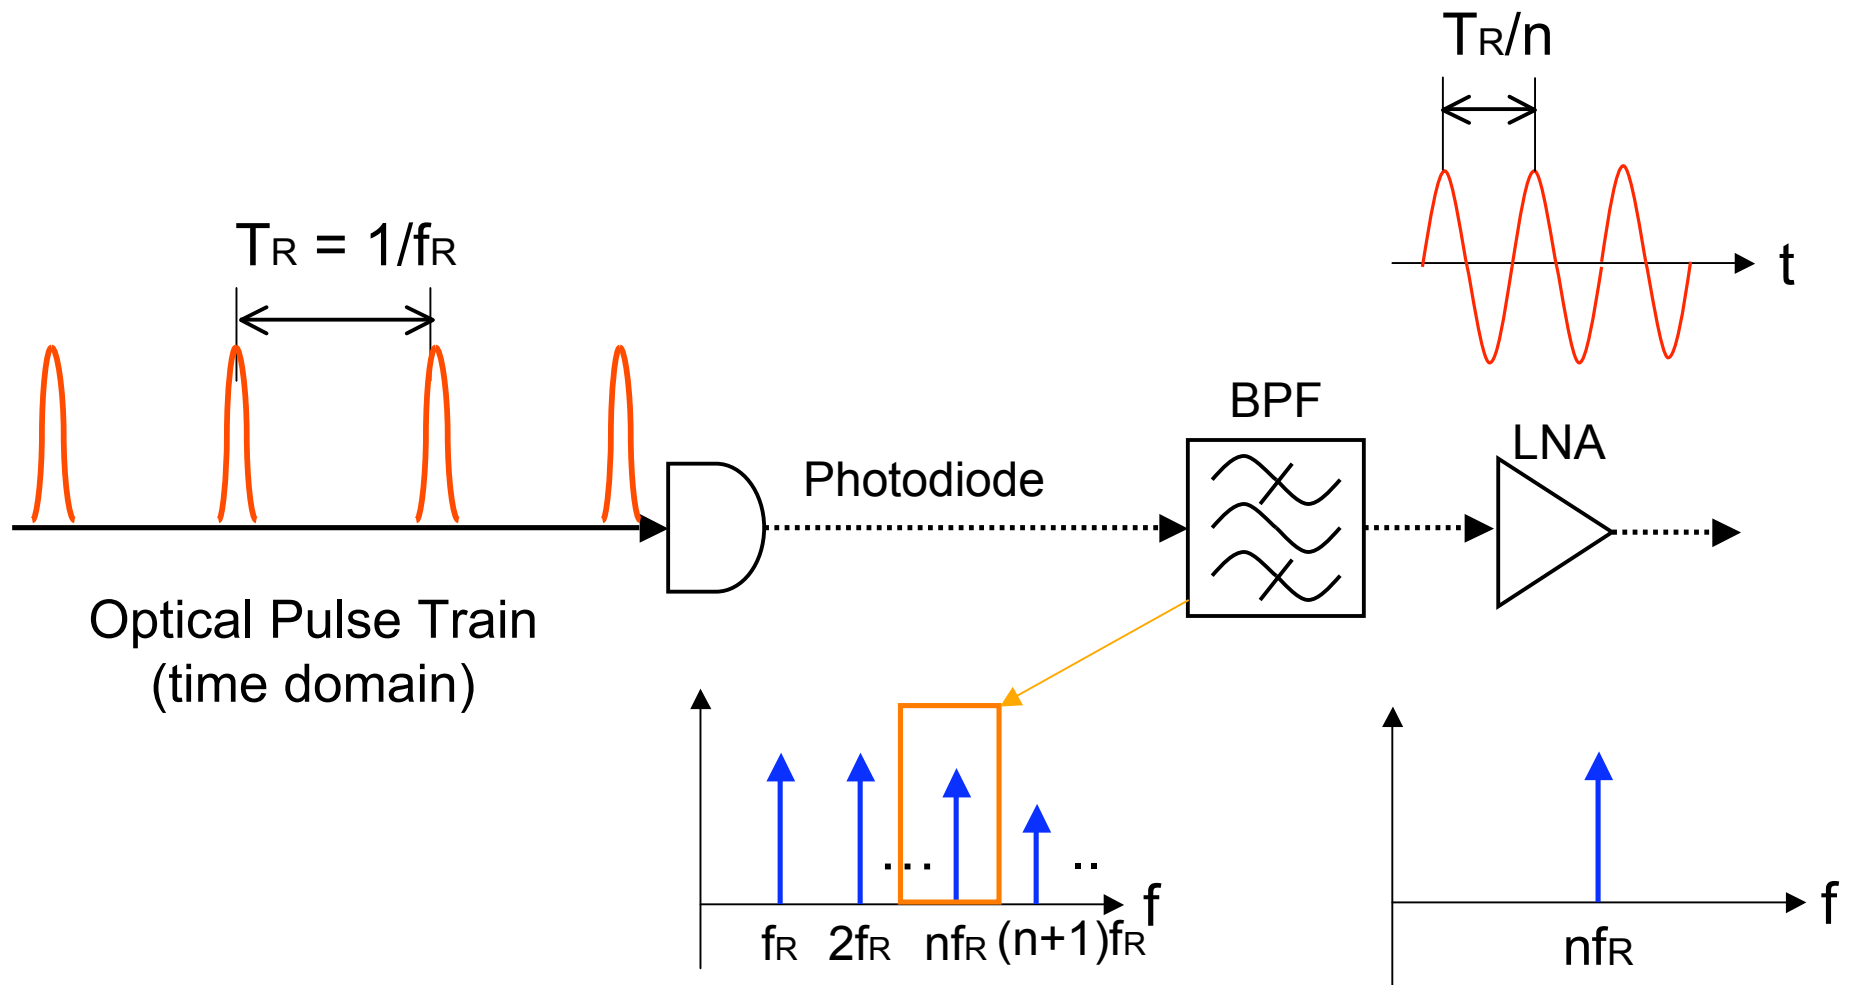 TR/n
TR = 1/fR
t
BPF
LNA
Photodiode
Optical Pulse Train
(time domain)
... ..
f
fR 2fR nfR (n+1)fR
f
nfR